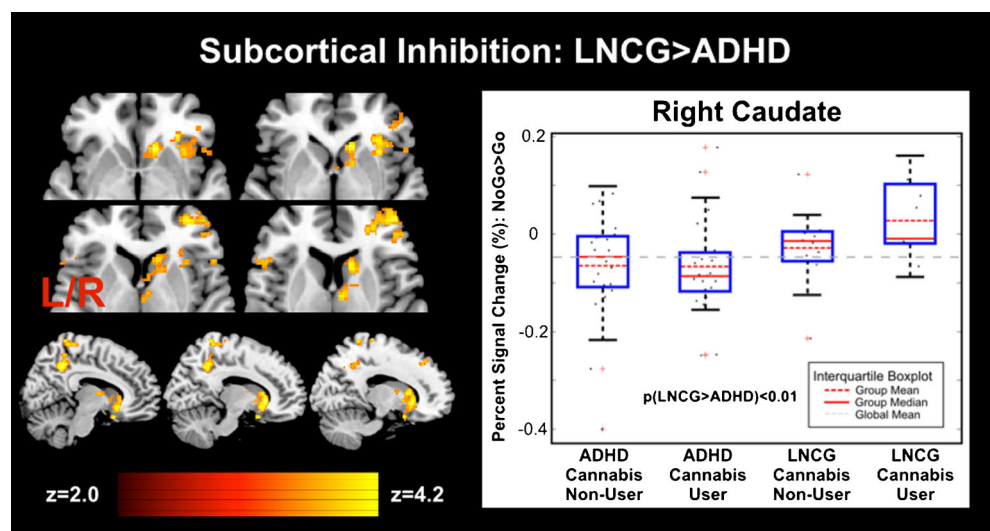 Subcortical Inhibition: LNCG>ADHD
L/R
z=2.0
z=4.2
Right Caudate
Percent Signal Change (%): NoGo>Go
0.2
0
-0.2
-0.4
p(LNCG>ADHD)<0.01
Interquartile Boxplot
Group Mean
Group Median
Global Mean
ADHD
Cannabis
Non-User
ADHD
Cannabis
User
LNCG
Cannabis
Non-User
LNCG
Cannabis
User